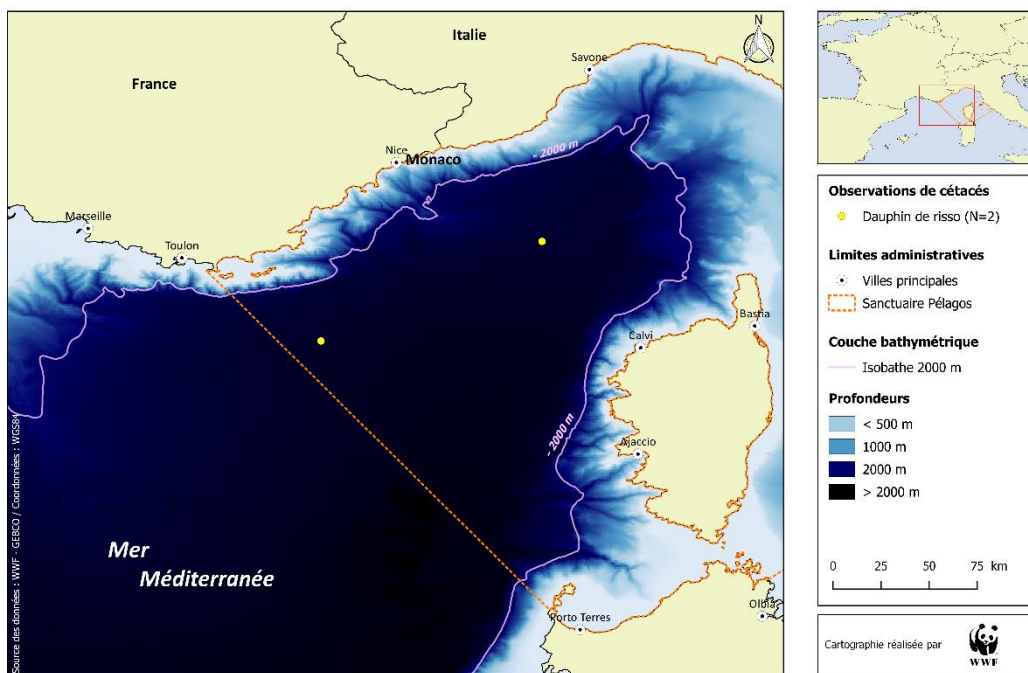 Italie
N
Savone
France
Nice
Monaco
- 2000 m
Marseille
Toulon
Bastia
Calvi
- 2000 m
Ajaccio
Mer
Méditerranée
Porto Terres
Olbia
Source des données : WWF - GEBCO / Coordonnées : WGS84
Observations de cétacés
Dauphin de risso (N=2)
Limites administratives
Villes principales
Sanctuaire Pélagos
Couche bathymétrique
Isobathe 2000 m
Profondeurs
< 500 m
1000 m
2000 m
> 2000 m
0 25 50 75 km
Cartographie réalisée par
WWF